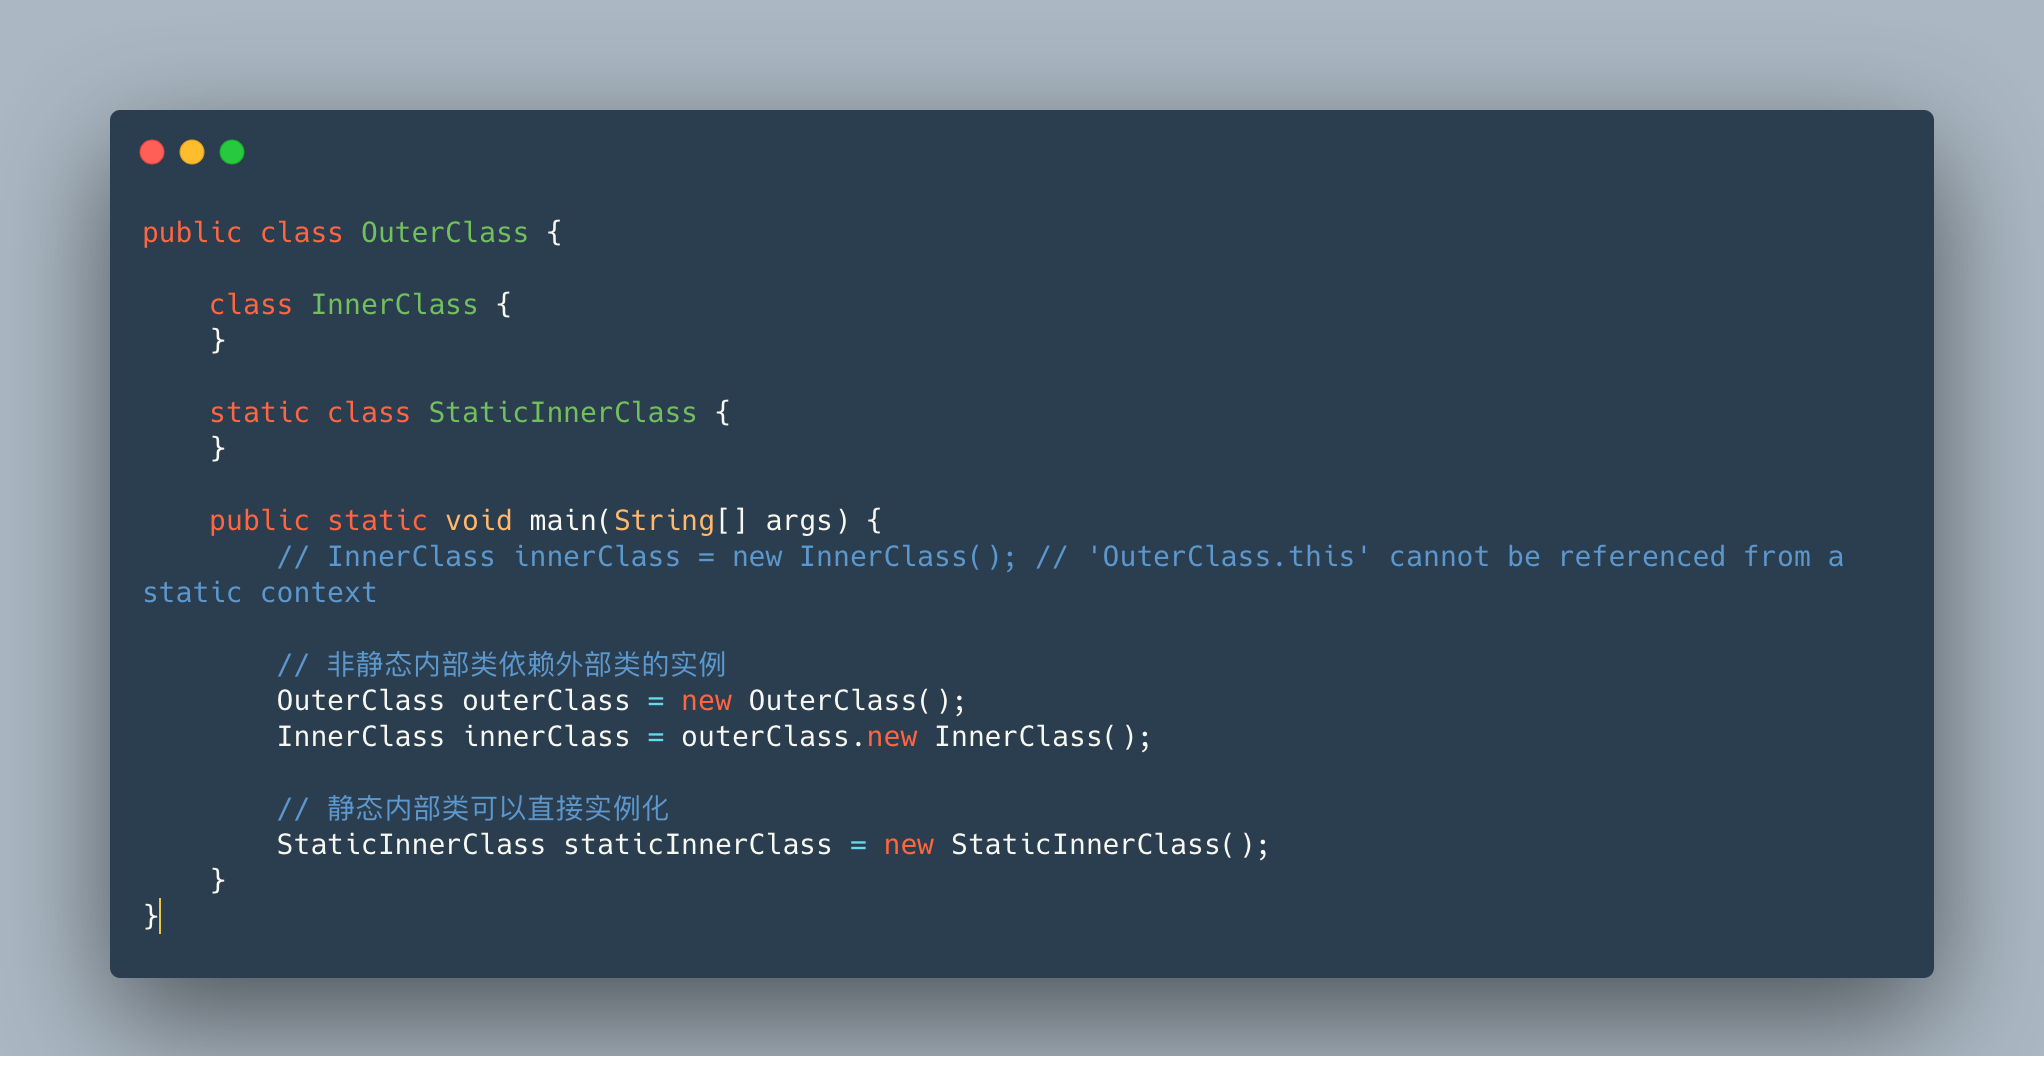 public class OuterClass {
    class InnerClass {
    }
    static class StaticInnerClass {
    }
    public static void main(String[] args) {
        // InnerClass innerClass = new InnerClass(); // 'OuterClass.this' cannot be referenced from a
static context
        // 非静态内部类依赖外部类的实例
        OuterClass outerClass = new OuterClass();
        InnerClass innerClass = outerClass.new InnerClass();
        // 静态内部类可以直接实例化
        StaticInnerClass staticInnerClass = new StaticInnerClass();
    }
}